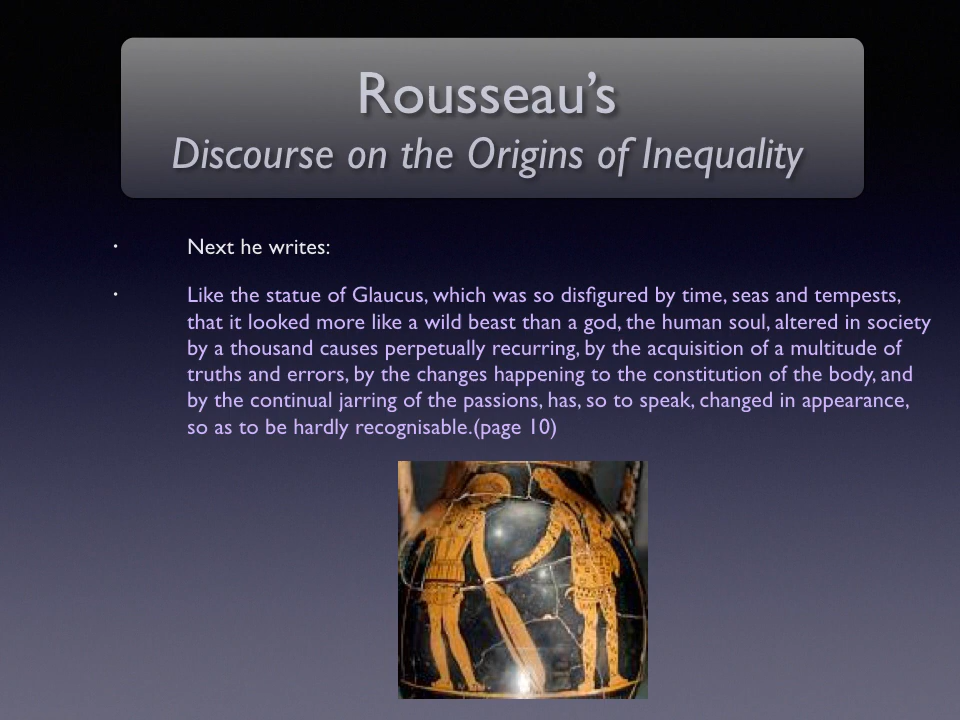 Rousseau’s
Discourse on the Origins of Inequality
• Next he writes:
• Like the statue of Glaucus, which was so disfigured by time, seas and tempests,
that it looked more like a wild beast than a god, the human soul, altered in society
by a thousand causes perpetually recurring, by the acquisition of a multitude of
truths and errors, by the changes happening to the constitution of the body, and
by the continual jarring of the passions, has, so to speak, changed in appearance,
so as to be hardly recognisable.(page 10)